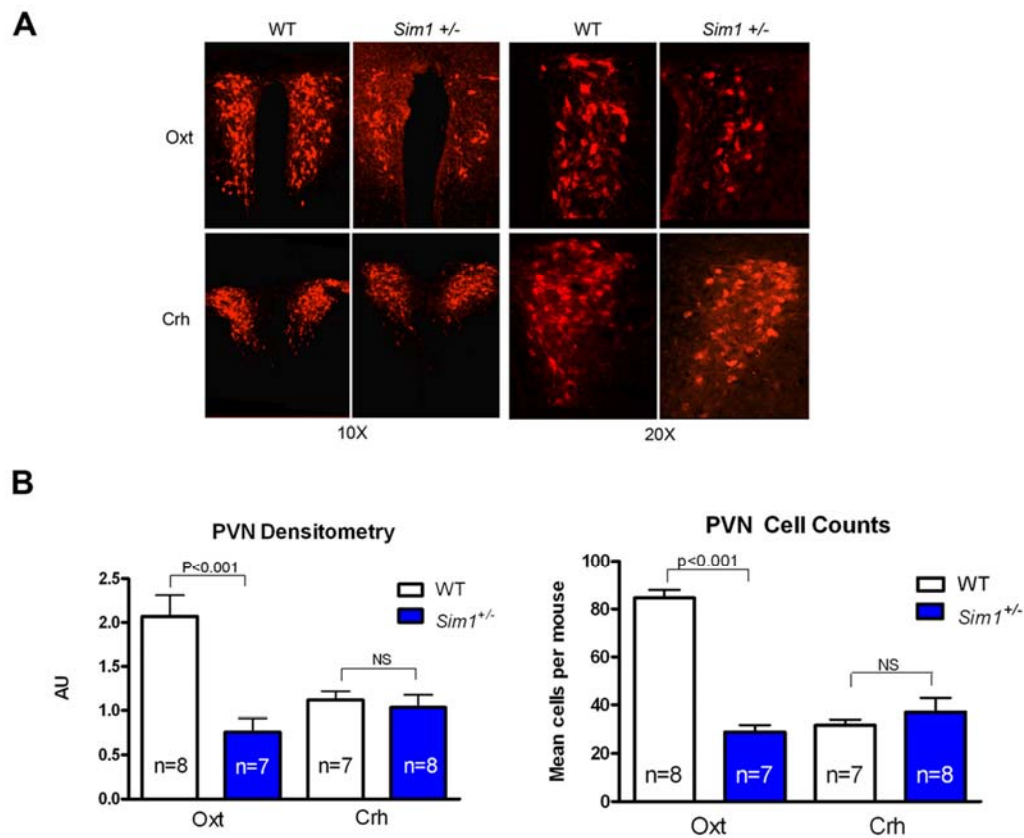 A
WT
Sim1 +/-
WT
Sim1 +/-
Oxt
Crh
10X
20X
B
PVN Densitometry
P<0.001
2.5
2.0
1.5
1.0
0.5
0.0
AU
WT
Sim1+/-
NS
n=8
n=7
n=7
n=8
Oxt
Crh
PVN Cell Counts
p<0.001
100
80
60
40
20
0
Mean cells per mouse
WT
Sim1+/-
NS
n=8
n=7
n=7
n=8
Oxt
Crh